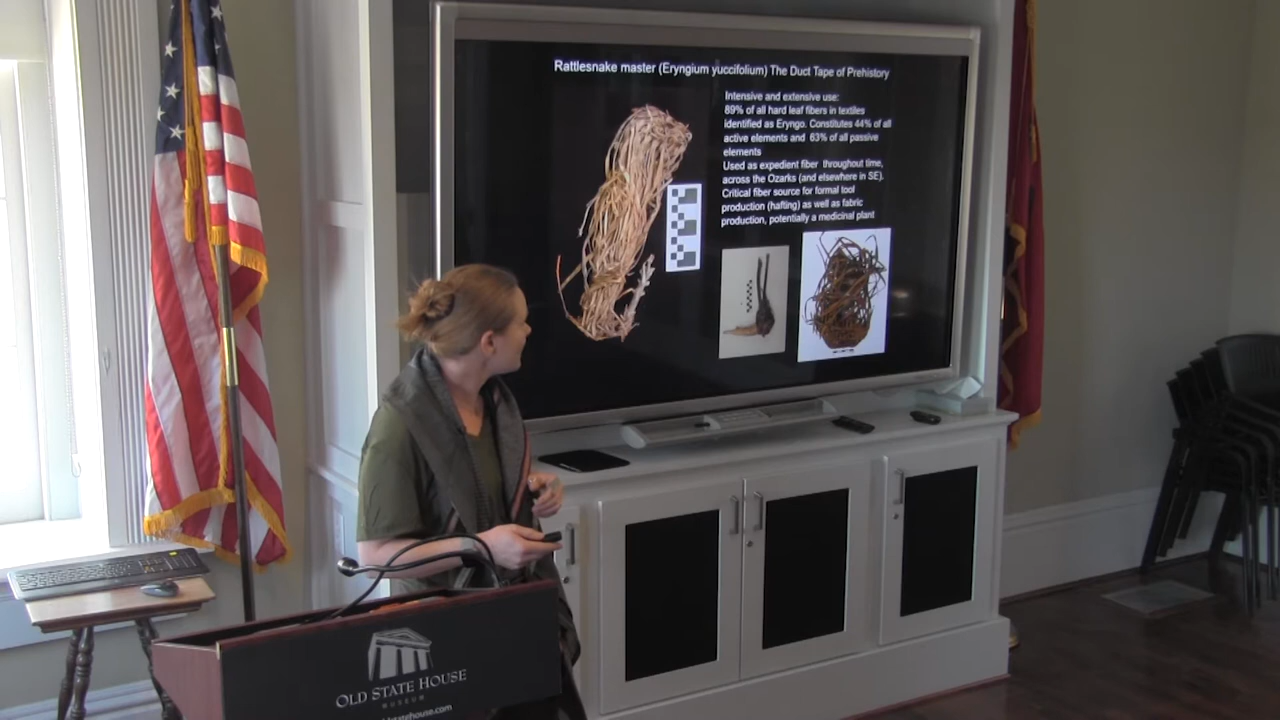 Rattlesnake master (Eryngium yuccifolium) The Duct Tape of Prehistory
Intensive and extensive use:
89% of all hard leaf fibers in textiles
identified as Eryngo. Constitutes 44% of all
active elements and 63% of all passive
elements
Used as expedient fiber throughout time,
across the Ozarks (and elsewhere in SE).
Critical fiber source for formal tool
production (hafting) as well as fabric
production, potentially a medicinal plant
OLD STATE HOUSE
MUSEUM